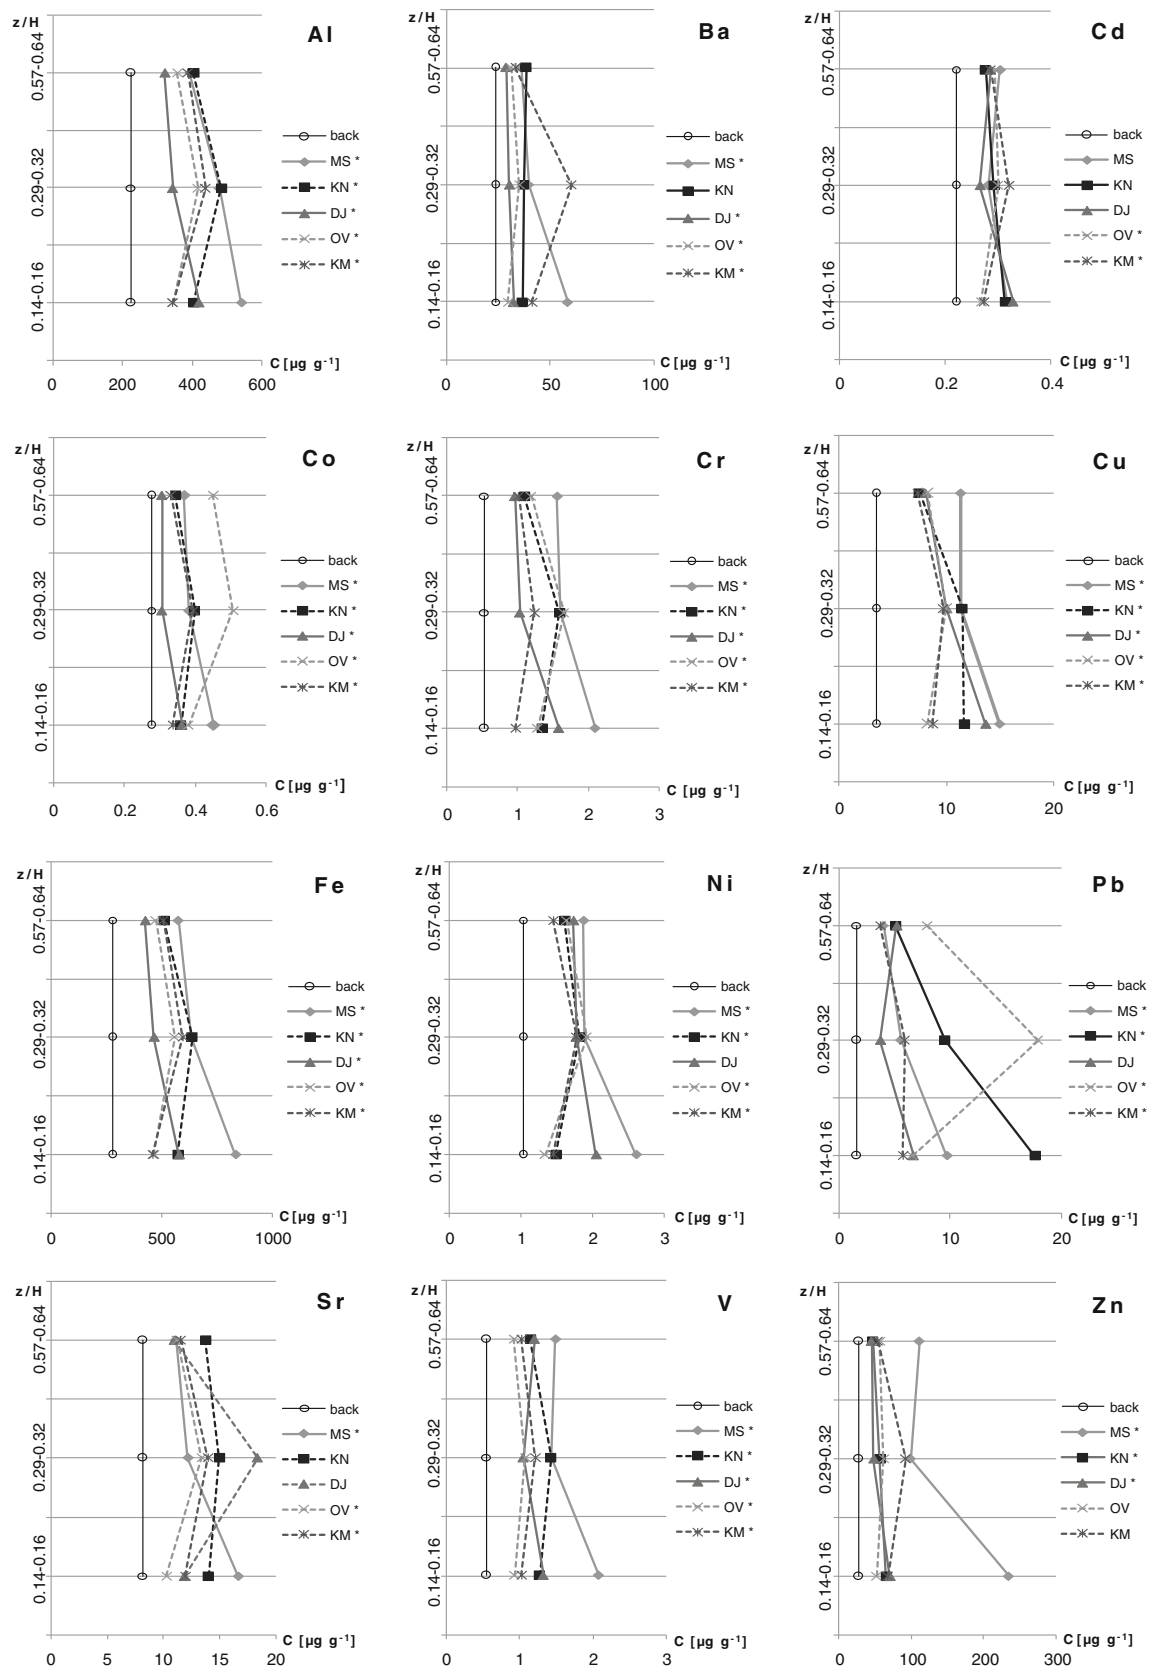 z/H
Al
0.57-0.64
0.29-0.32
0.14-0.16
back
MS *
KN *
DJ *
OV *
KM *
C [µg g-1]
0 200 400 600
z/H
Ba
0.57-0.64
0.29-0.32
0.14-0.16
back
MS *
KN
DJ *
OV *
KM *
C [µg g-1]
0 50 100
z/H
Cd
0.57-0.64
0.29-0.32
0.14-0.16
back
MS
KN
DJ
OV *
KM *
C [µg g-1]
0 0.2 0.4
z/H
Co
0.57-0.64
0.29-0.32
0.14-0.16
back
MS *
KN *
DJ *
OV *
KM *
C [µg g-1]
0 0.2 0.4 0.6
z/H
Cr
0.57-0.64
0.29-0.32
0.14-0.16
back
MS *
KN *
DJ *
OV *
KM *
C [µg g-1]
0 1 2 3
z/H
Cu
0.57-0.64
0.29-0.32
0.14-0.16
back
MS *
KN *
DJ *
OV *
KM *
C [µg g-1]
0 10 20
z/H
Fe
0.57-0.64
0.29-0.32
0.14-0.16
back
MS *
KN *
DJ *
OV *
KM *
C [µg g-1]
0 500 1000
z/H
Ni
0.57-0.64
0.29-0.32
0.14-0.16
back
MS *
KN *
DJ
OV *
KM *
C [µg g-1]
0 1 2 3
z/H
Pb
0.57-0.64
0.29-0.32
0.14-0.16
back
MS *
KN *
DJ
OV *
KM *
C [µg g-1]
0 10 20
z/H
Sr
0.57-0.64
0.29-0.32
0.14-0.16
back
MS *
KN
DJ
OV *
KM *
C [µg g-1]
0 5 10 15 20
z/H
V
0.57-0.64
0.29-0.32
0.14-0.16
back
MS *
KN *
DJ *
OV *
KM *
C [µg g-1]
0 1 2 3
z/H
Zn
0.57-0.64
0.29-0.32
0.14-0.16
back
MS *
KN *
DJ *
OV
KM
C [µg g-1]
0 100 200 300